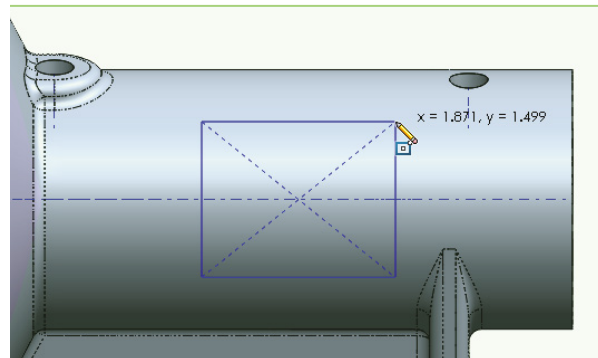 x = 1.871, y = 1.499